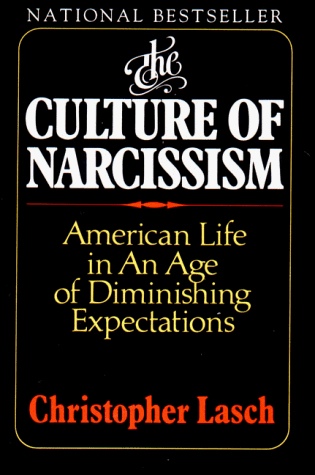 NATIONAL BESTSELLER
The
CULTURE OF
NARCISSISM
American Life
in An Age
of Diminishing
Expectations
Christopher Lasch